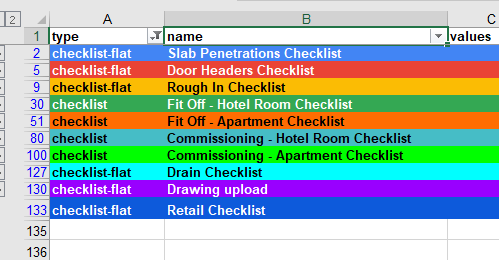 2
A B C
1 type name values
2 checklist-flat Slab Penetrations Checklist
5 checklist-flat Door Headers Checklist
9 checklist-flat Rough In Checklist
30 checklist Fit Off - Hotel Room Checklist
51 checklist Fit Off - Apartment Checklist
80 checklist Commissioning - Hotel Room Checklist
100 checklist Commissioning - Apartment Checklist
127 checklist-flat Drain Checklist
130 checklist-flat Drawing upload
133 checklist-flat Retail Checklist
135
136